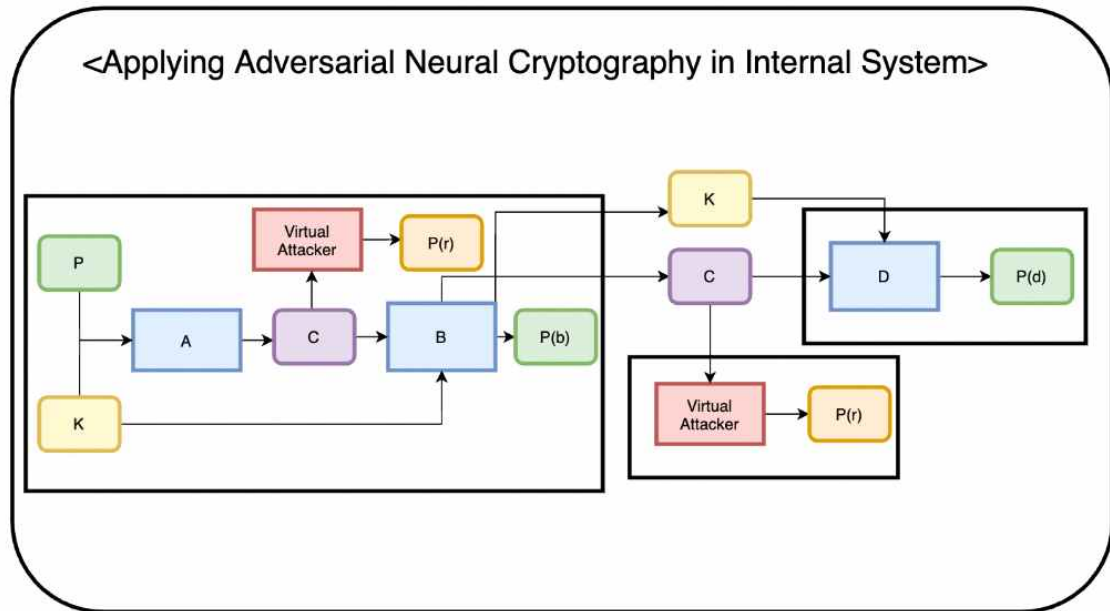 <Applying Adversarial Neural Cryptography in Internal System>
P
K
A
Virtual
Attacker
P(r)
C
B
P(b)
K
C
D
P(d)
Virtual
Attacker
P(r)